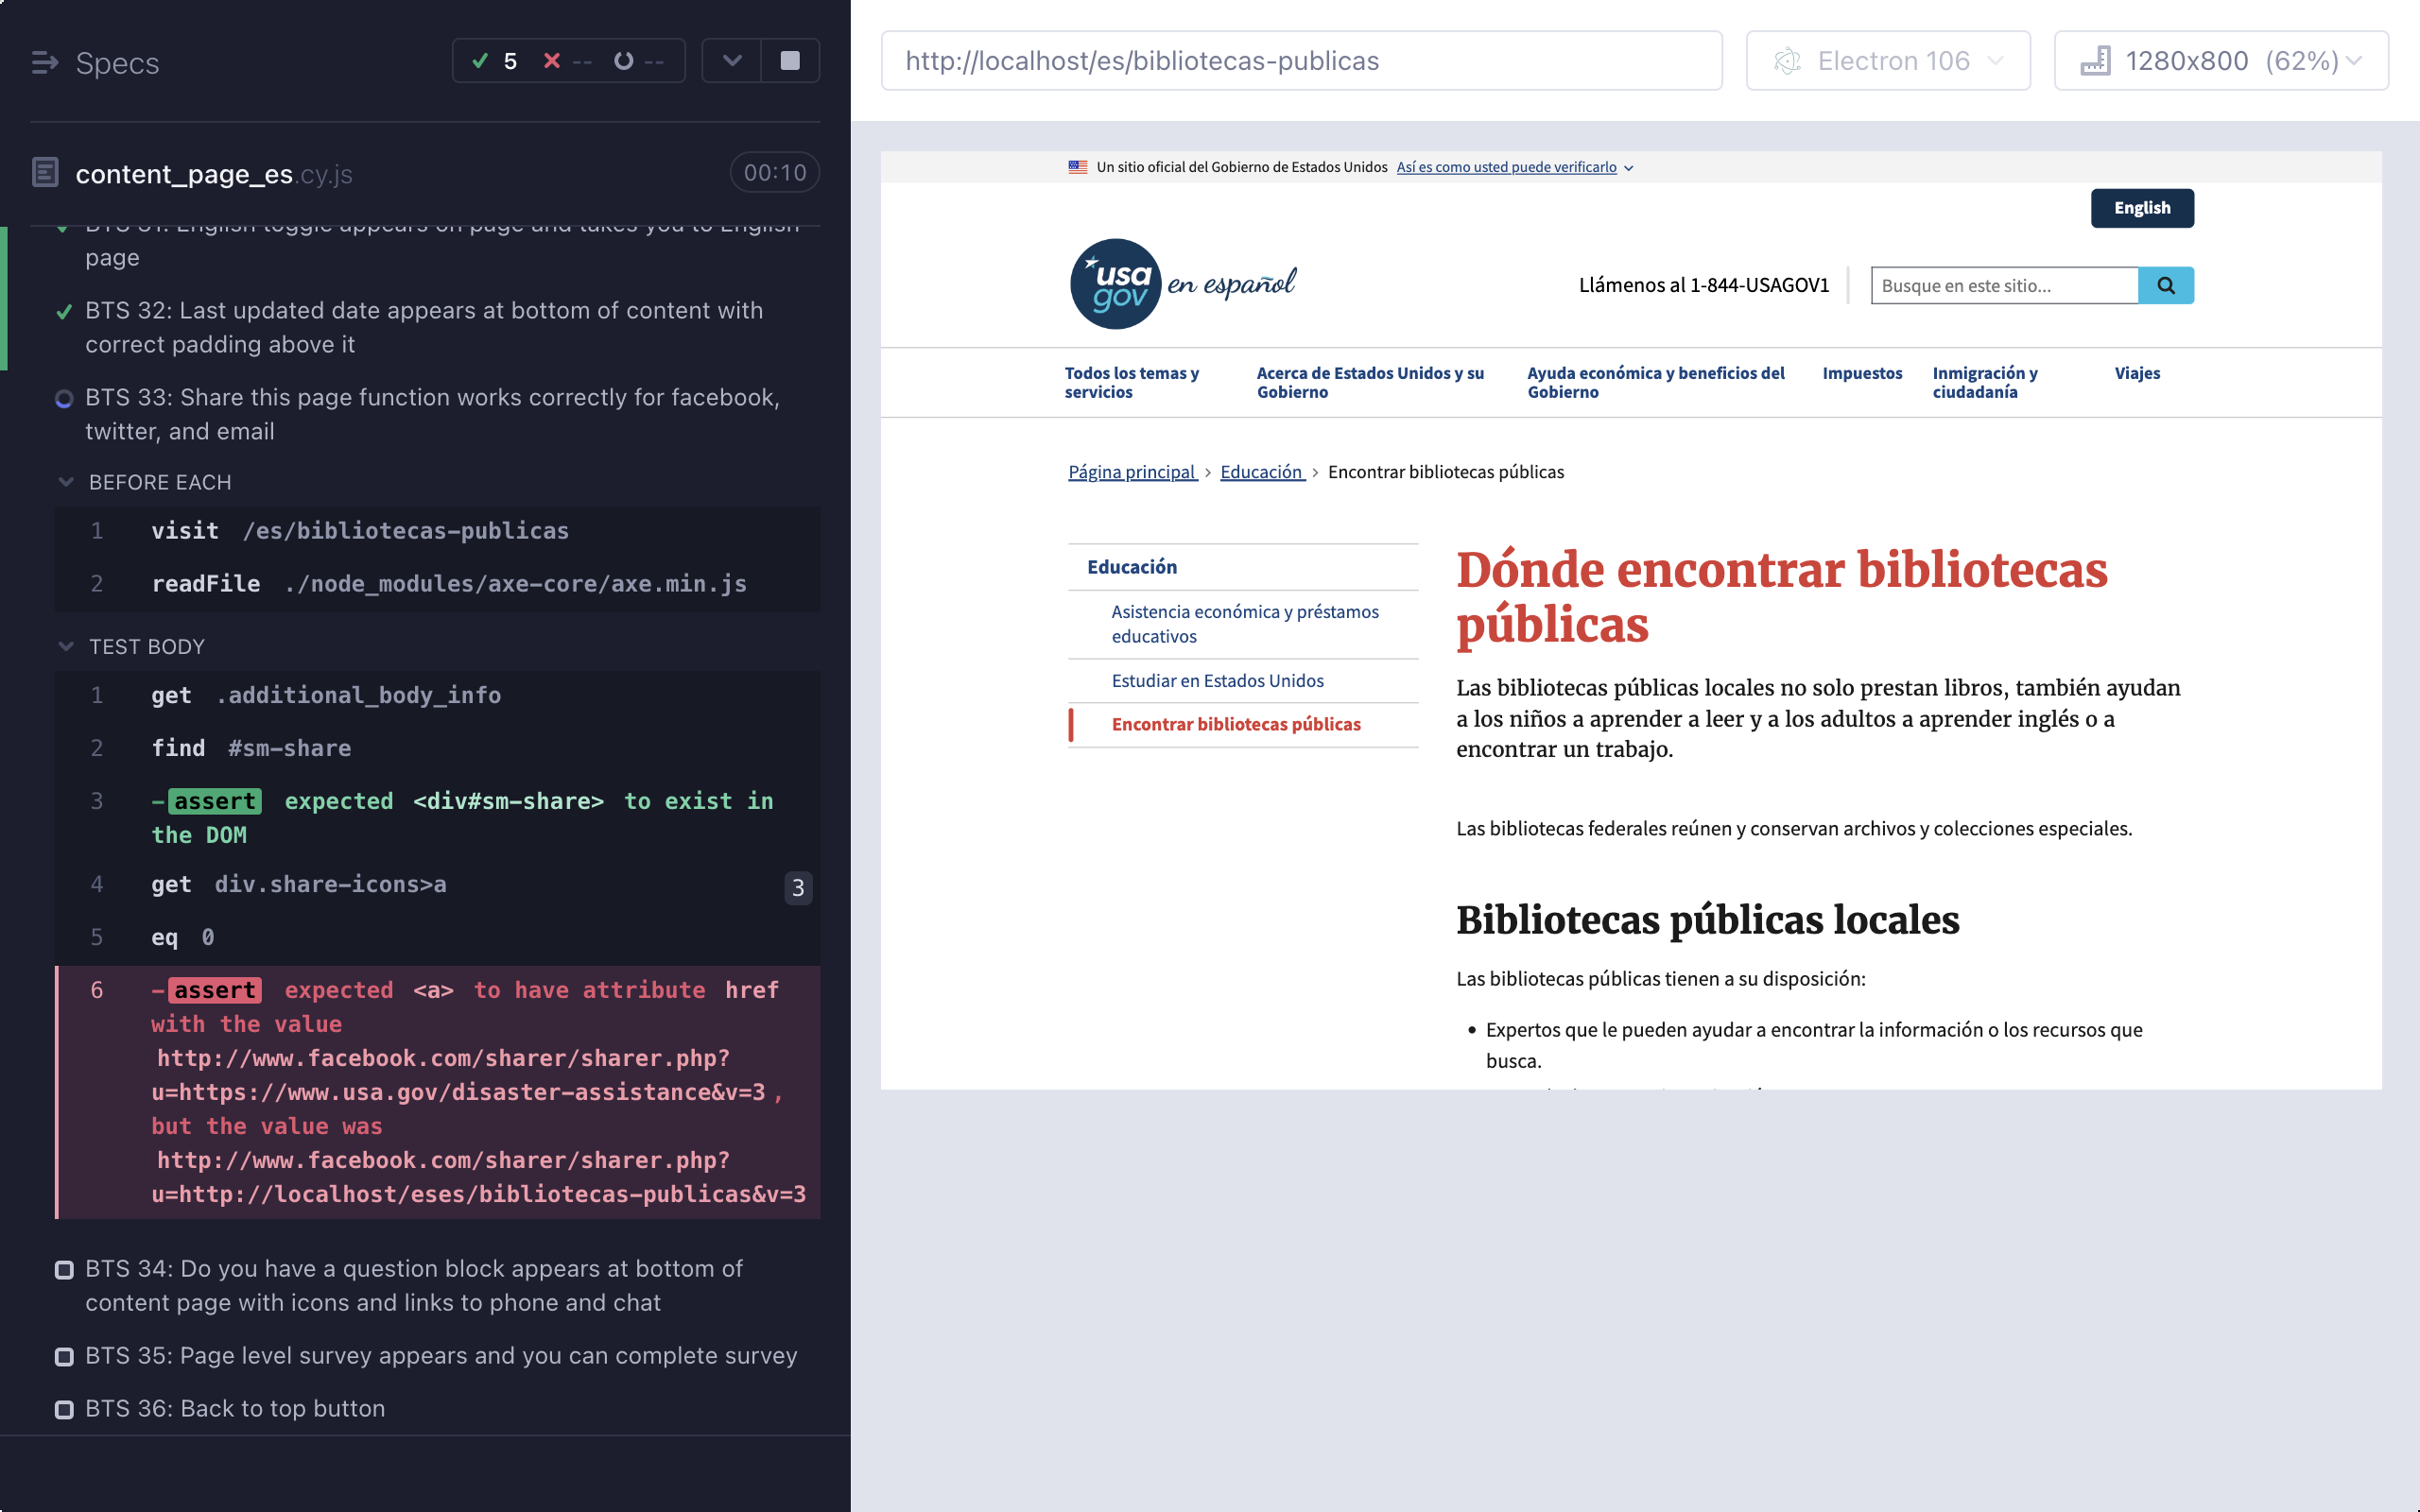 Specs
5
--
--
content_page_es.cy.js
00:10
BTS 31: English toggle appears on page and takes you to English
page
BTS 32: Last updated date appears at bottom of content with
correct padding above it
BTS 33: Share this page function works correctly for facebook,
twitter, and email
BEFORE EACH
1 visit /es/bibliotecas-publicas
2 readFile ./node_modules/axe-core/axe.min.js
TEST BODY
1 get .additional_body_info
2 find #sm-share
3 -assert expected <div#sm-share> to exist in
the DOM
4 get div.share-icons>a 3
5 eq 0
6 -assert expected <a> to have attribute href
with the value
http://www.facebook.com/sharer/sharer.php?
u=https://www.usa.gov/disaster-assistance&v=3 ,
but the value was
http://www.facebook.com/sharer/sharer.php?
u=http://localhost/eses/bibliotecas-publicas&v=3
BTS 34: Do you have a question block appears at bottom of
content page with icons and links to phone and chat
BTS 35: Page level survey appears and you can complete survey
BTS 36: Back to top button
http://localhost/es/bibliotecas-publicas
Electron 106
1280x800 (62%)
Un sitio oficial del Gobierno de Estados Unidos Así es como usted puede verificarlo
English
usa
gov
en español
Llámenos al 1-844-USAGOV1
Busque en este sitio...
Todos los temas y
servicios
Acerca de Estados Unidos y su
Gobierno
Ayuda económica y beneficios del
Gobierno
Impuestos
Inmigración y
ciudadanía
Viajes
Página principal > Educación > Encontrar bibliotecas públicas
Educación
Asistencia económica y préstamos
educativos
Estudiar en Estados Unidos
Encontrar bibliotecas públicas
Dónde encontrar bibliotecas
públicas
Las bibliotecas públicas locales no solo prestan libros, también ayudan
a los niños a aprender a leer y a los adultos a aprender inglés o a
encontrar un trabajo.
Las bibliotecas federales reúnen y conservan archivos y colecciones especiales.
Bibliotecas públicas locales
Las bibliotecas públicas tienen a su disposición:
• Expertos que le pueden ayudar a encontrar la información o los recursos que
busca.